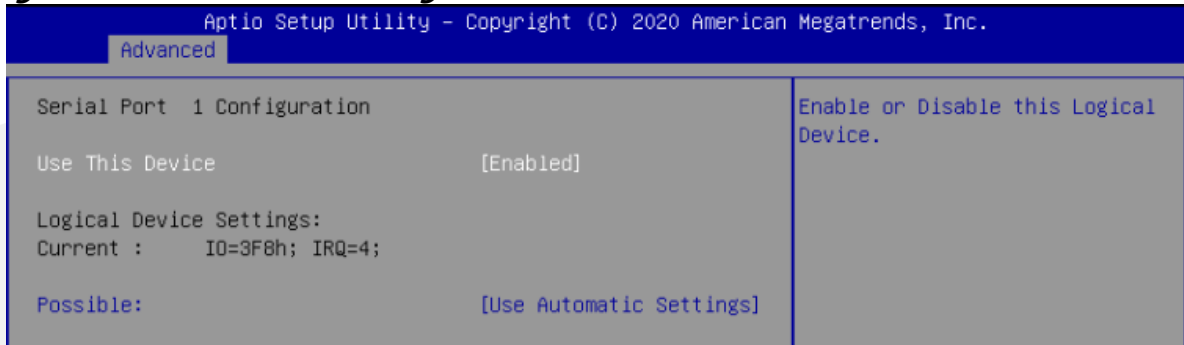 Aptio Setup Utility – Copyright (C) 2020 American Megatrends, Inc.
Advanced
Serial Port 1 Configuration
Use This Device [Enabled]
Logical Device Settings:
Current : IO=3F8h; IRQ=4;
Possible: [Use Automatic Settings]
Enable or Disable this Logical
Device.